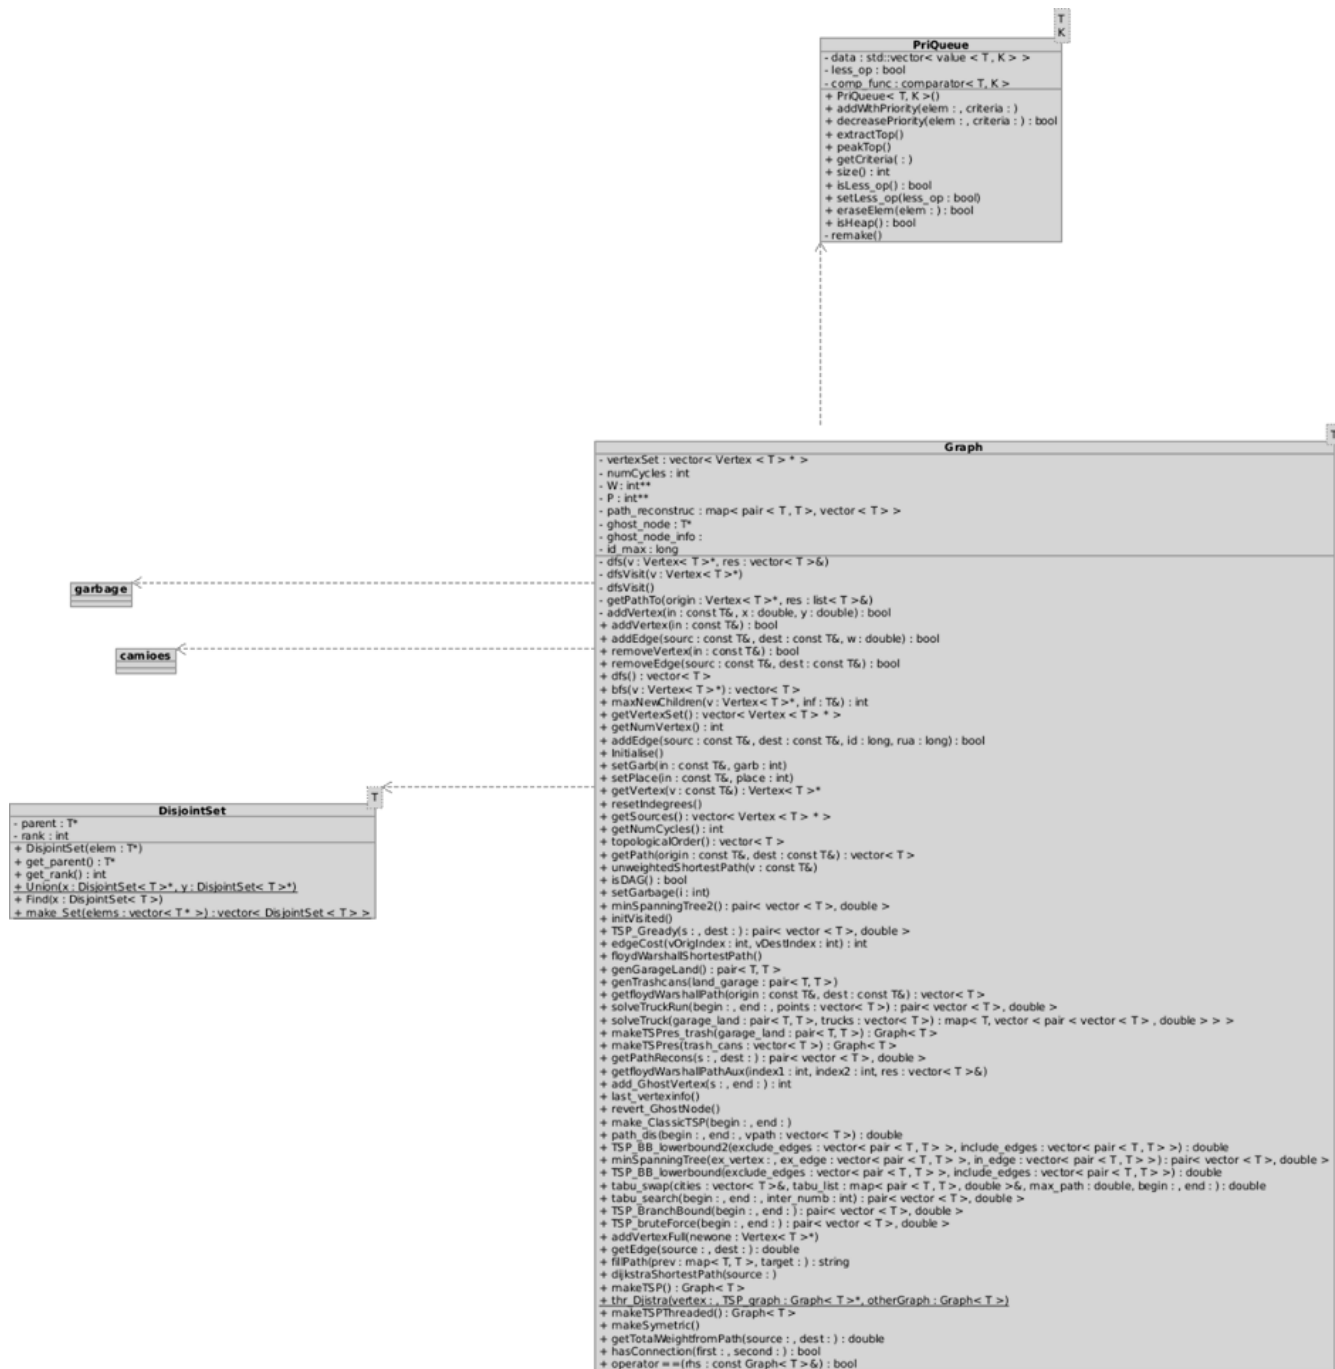 T
K
PriQueue
- data : std::vector< value < T , K > >
- less_op : bool
- comp_func : comparator< T, K >
+ PriQueue< T, K >()
+ addWithPriority(elem : , criteria : )
+ decreasePriority(elem : , criteria : ) : bool
+ extractTop()
+ peakTop()
+ getCriteria( : )
+ size() : int
+ isLess_op() : bool
+ setLess_op(less_op : bool)
+ eraseElem(elem : ) : bool
+ isHeap() : bool
- remake()
T
Graph
- vertexSet : vector< Vertex < T > * >
- numCycles : int
- W : int**
- P : int**
- path_reconstruc : map< pair < T , T >, vector < T > >
- ghost_node : T*
- ghost_node_info :
- id_max : long
- dfs(v : Vertex< T >*, res : vector< T >&)
- dfsVisit(v : Vertex< T >*)
- dfsVisit()
- getPathTo(origin : Vertex< T >*, res : list< T >&)
- addVertex(in : const T&, x : double, y : double) : bool
+ addVertex(in : const T&) : bool
+ addEdge(sourc : const T&, dest : const T&, w : double) : bool
+ removeVertex(in : const T&) : bool
+ removeEdge(sourc : const T&, dest : const T&) : bool
+ dfs() : vector< T >
+ bfs(v : Vertex< T >*) : vector< T >
+ maxNewChildren(v : Vertex< T >*, inf : T&) : int
+ getVertexSet() : vector< Vertex < T > * >
+ getNumVertex() : int
+ addEdge(sourc : const T&, dest : const T&, id : long, rua : long) : bool
+ Initialise()
+ setGarb(in : const T&, garb : int)
+ setPlace(in : const T&, place : int)
+ getVertex(v : const T&) : Vertex< T >*
+ resetIndegrees()
+ getSources() : vector< Vertex < T > * >
+ getNumCycles() : int
+ topologicalOrder() : vector< T >
+ getPath(origin : const T&, dest : const T&) : vector< T >
+ unweightedShortestPath(v : const T&)
+ isDAG() : bool
+ setGarbage(i : int)
+ minSpanningTree2() : pair< vector < T >, double >
+ initVisited()
+ TSP_Gready(s : , dest : ) : pair< vector < T >, double >
+ edgeCost(vOrigIndex : int, vDestIndex : int) : int
+ floydWarshallShortestPath()
+ genGarageLand() : pair< T, T >
+ genTrashcans(land_garage : pair< T, T >)
+ getfloydWarshallPath(origin : const T&, dest : const T&) : vector< T >
+ solveTruckRun(begin : , end : , points : vector< T >) : pair< vector < T >, double >
+ solveTruck(garage_land : pair< T, T >, trucks : vector< T >) : map< T, vector < pair < vector < T > , double > > >
+ makeTSPres_trash(garage_land : pair< T, T >) : Graph< T >
+ makeTSPres(trash_cans : vector< T >) : Graph< T >
+ getPathRecons(s : , dest : ) : pair< vector < T >, double >
+ getfloydWarshallPathAux(index1 : int, index2 : int, res : vector< T >&)
+ add_GhostVertex(s : , end : ) : int
+ last_vertexinfo()
+ revert_GhostNode()
+ make_ClassicTSP(begin : , end : )
+ path_dis(begin : , end : , vpath : vector< T >) : double
+ TSP_BB_lowerbound2(exclude_edges : vector< pair < T, T > >, include_edges : vector< pair < T, T > >) : double
+ minSpanningTree(ex_vertex : , ex_edge : vector< pair < T, T > >, in_edge : vector< pair < T, T > >) : pair< vector < T >, double >
+ TSP_BB_lowerbound(exclude_edges : vector< pair < T, T > >, include_edges : vector< pair < T, T > >) : double
+ tabu_swap(cities : vector< T >&, tabu_list : map< pair < T, T >, double >&, max_path : double, begin : , end : ) : double
+ tabu_search(begin : , end : , inter_numb : int) : pair< vector < T >, double >
+ TSP_BranchBound(begin : , end : ) : pair< vector < T >, double >
+ TSP_bruteForce(begin : , end : ) : pair< vector < T >, double >
+ addVertexFull(newone : Vertex< T >*)
+ getEdge(source : , dest : ) : double
+ fillPath(prev : map< T, T >, target : ) : string
+ dijkstraShortestPath(source : )
+ makeTSP() : Graph< T >
+ thr_Djistra(vertex : , TSP_graph : Graph< T >*, otherGraph : Graph< T >)
+ makeTSPThreaded() : Graph< T >
+ makeSymetric()
+ getTotalWeightfromPath(source : , dest : ) : double
+ hasConnection(first : , second : ) : bool
+ operator ==(rhs : const Graph< T >&) : bool
garbage
camioes
T
DisjointSet
- parent : T*
- rank : int
+ DisjointSet(elem : T*)
+ get_parent() : T*
+ get_rank() : int
+ Union(x : DisjointSet< T >*, y : DisjointSet< T >*)
+ Find(x : DisjointSet< T >)
+ make_Set(elems : vector< T * >) : vector< DisjointSet < T > >